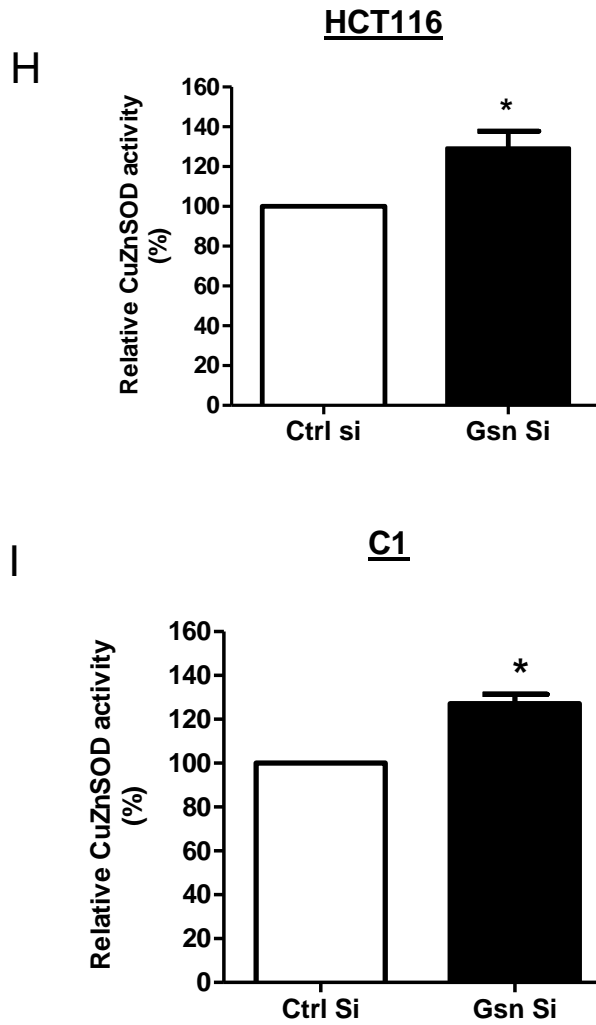 HCT116
H
Relative CuZnSOD activity
(%)
160
140
120
100
80
60
40
20
0
*
Ctrl si
Gsn Si
C1
I
Relative CuZnSOD activity
(%)
160
140
120
100
80
60
40
20
0
*
Ctrl Si
Gsn Si